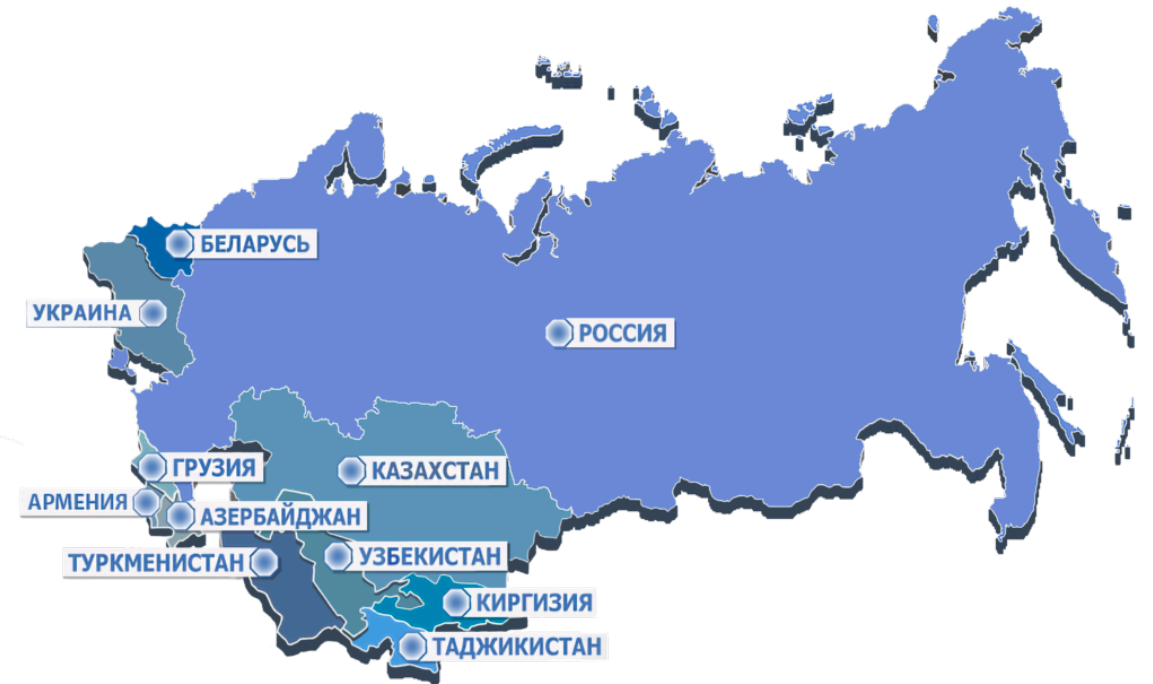 БЕЛАРУСЬ
УКРАИНА
РОССИЯ
ГРУЗИЯ
КАЗАХСТАН
АРМЕНИЯ
АЗЕРБАЙДЖАН
УЗБЕКИСТАН
ТУРКМЕНИСТАН
КИРГИЗИЯ
ТАДЖИКИСТАН